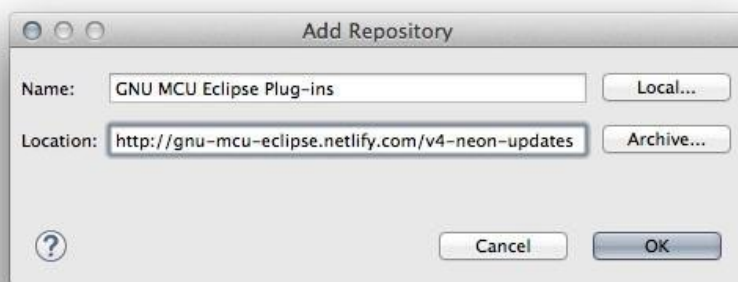 Add Repository
Name: GNU MCU Eclipse Plug-ins Local...
Location: http://gnu-mcu-eclipse.netlify.com/v4-neon-updates Archive...
? Cancel OK